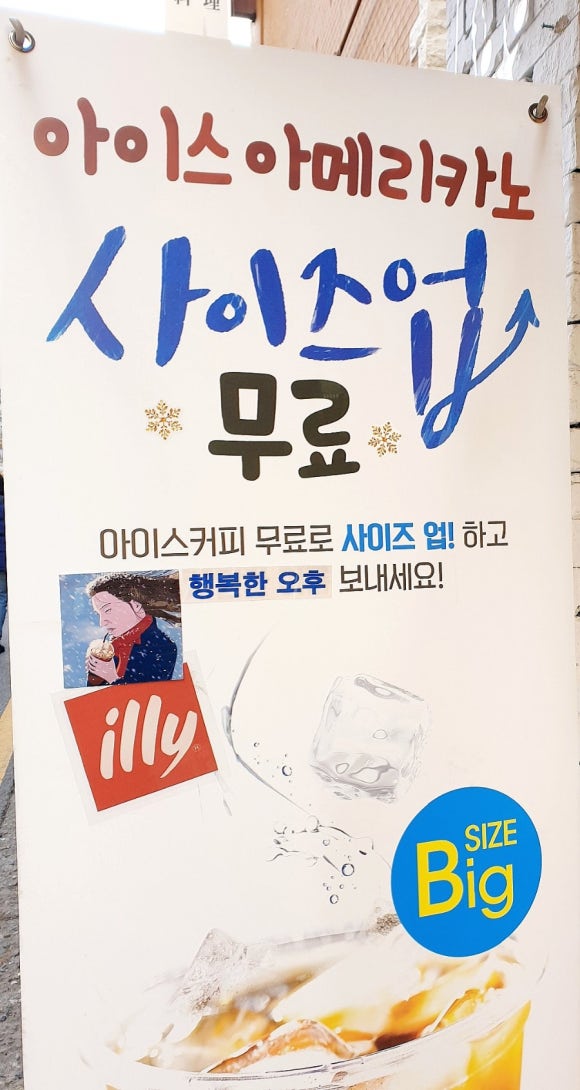 料理
아이스 아메리카노
사이즈업
무료
아이스커피 무료로 사이즈 업! 하고
행복한 오후 보내세요!
illy
SIZE
Big